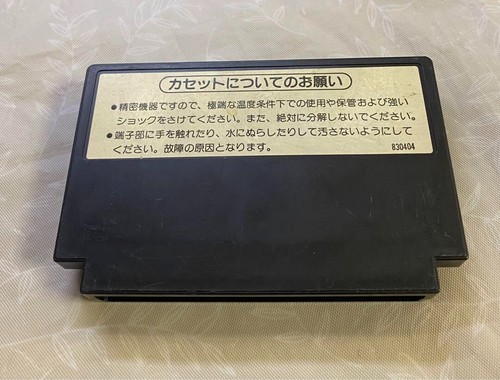 カセットについてのお願い
●精密機器ですので、極端な温度条件下での使用や保管および強い
ショックをさけてください。また、絶対に分解しないでください。
●端子部に手を触れたり、水にぬらしたりして汚さないようにして
ください。故障の原因となります。
830404